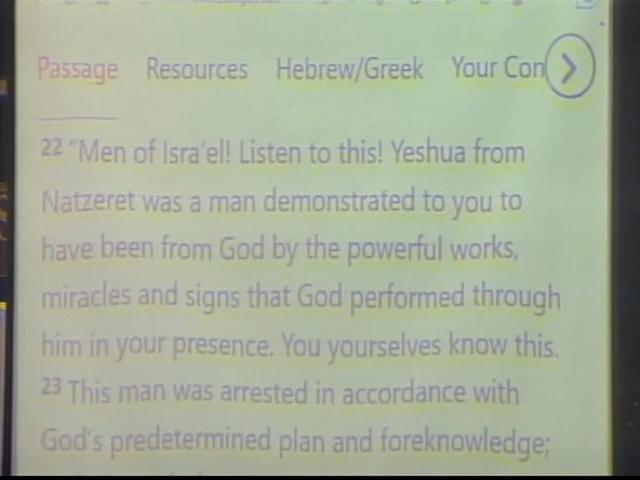 Passage Resources Hebrew/Greek Your Con
22 "Men of Isra'el! Listen to this! Yeshua from
Natzeret was a man demonstrated to you to
have been from God by the powerful works,
miracles and signs that God performed through
him in your presence. You yourselves know this.
23 This man was arrested in accordance with
God's predetermined plan and foreknowledge;